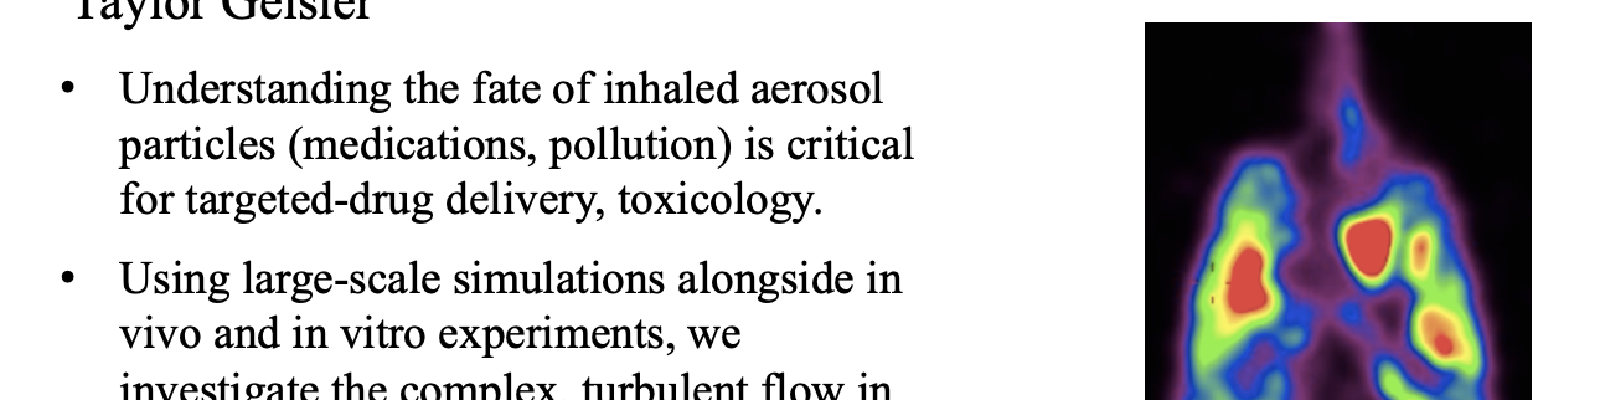 Taylor Geisler
• Understanding the fate of inhaled aerosol
particles (medications, pollution) is critical
for targeted-drug delivery, toxicology.
• Using large-scale simulations alongside in
vivo and in vitro experiments, we
investigate the complex, turbulent flow in